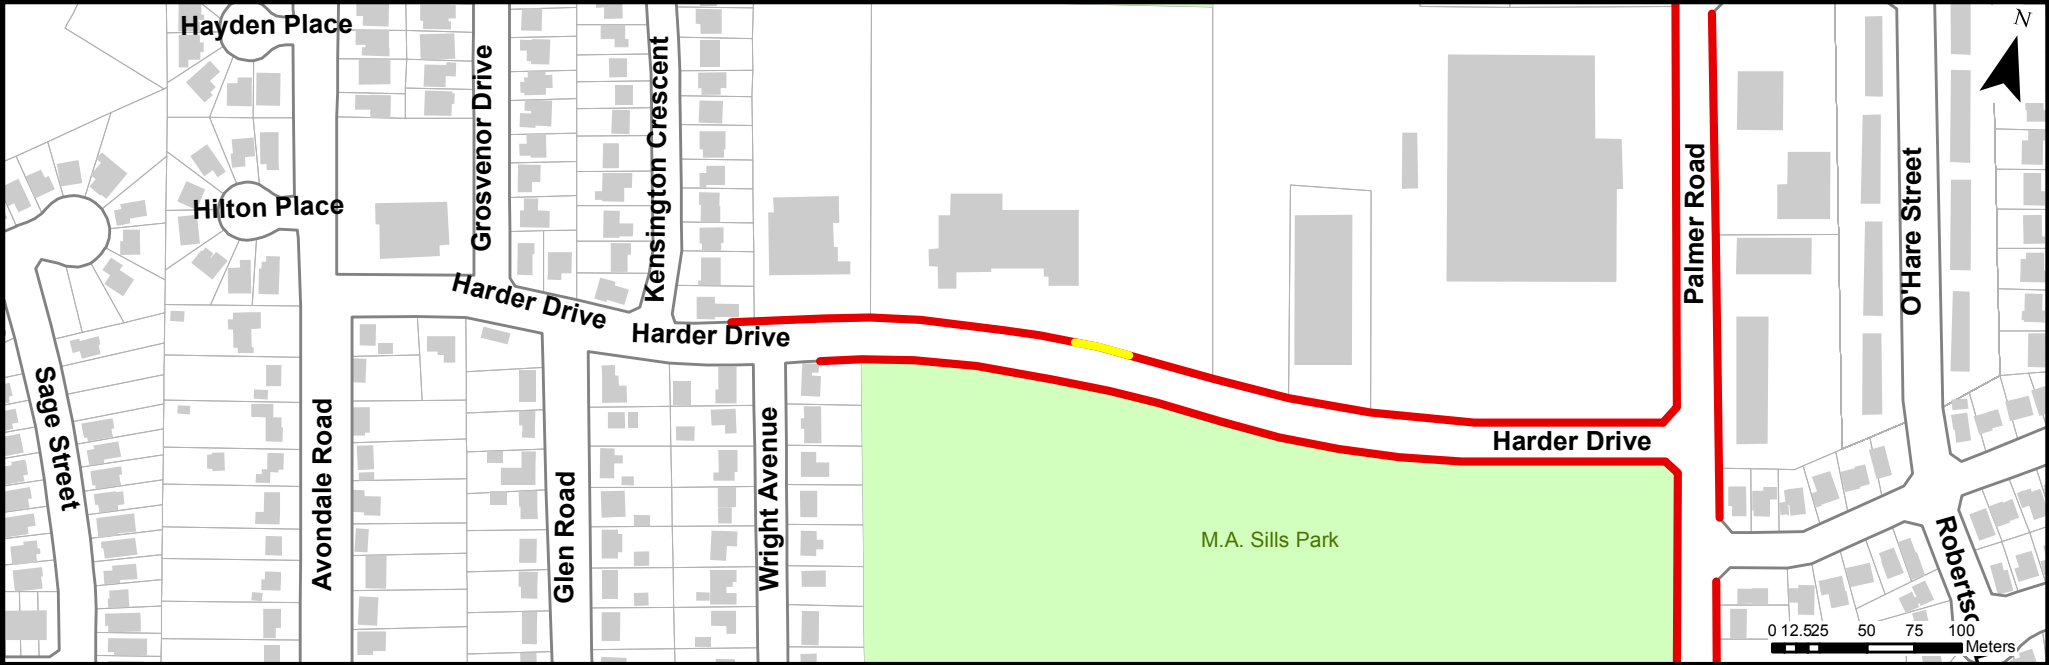 Hayden Place
N
Grosvenor Drive
Kensington Crescent
Palmer Road
O'Hare Street
Hilton Place
Harder Drive
Harder Drive
Sage Street
Avondale Road
Glen Road
Wright Avenue
Harder Drive
M.A. Sills Park
Robertso
0 12.525 50 75 100
Meters